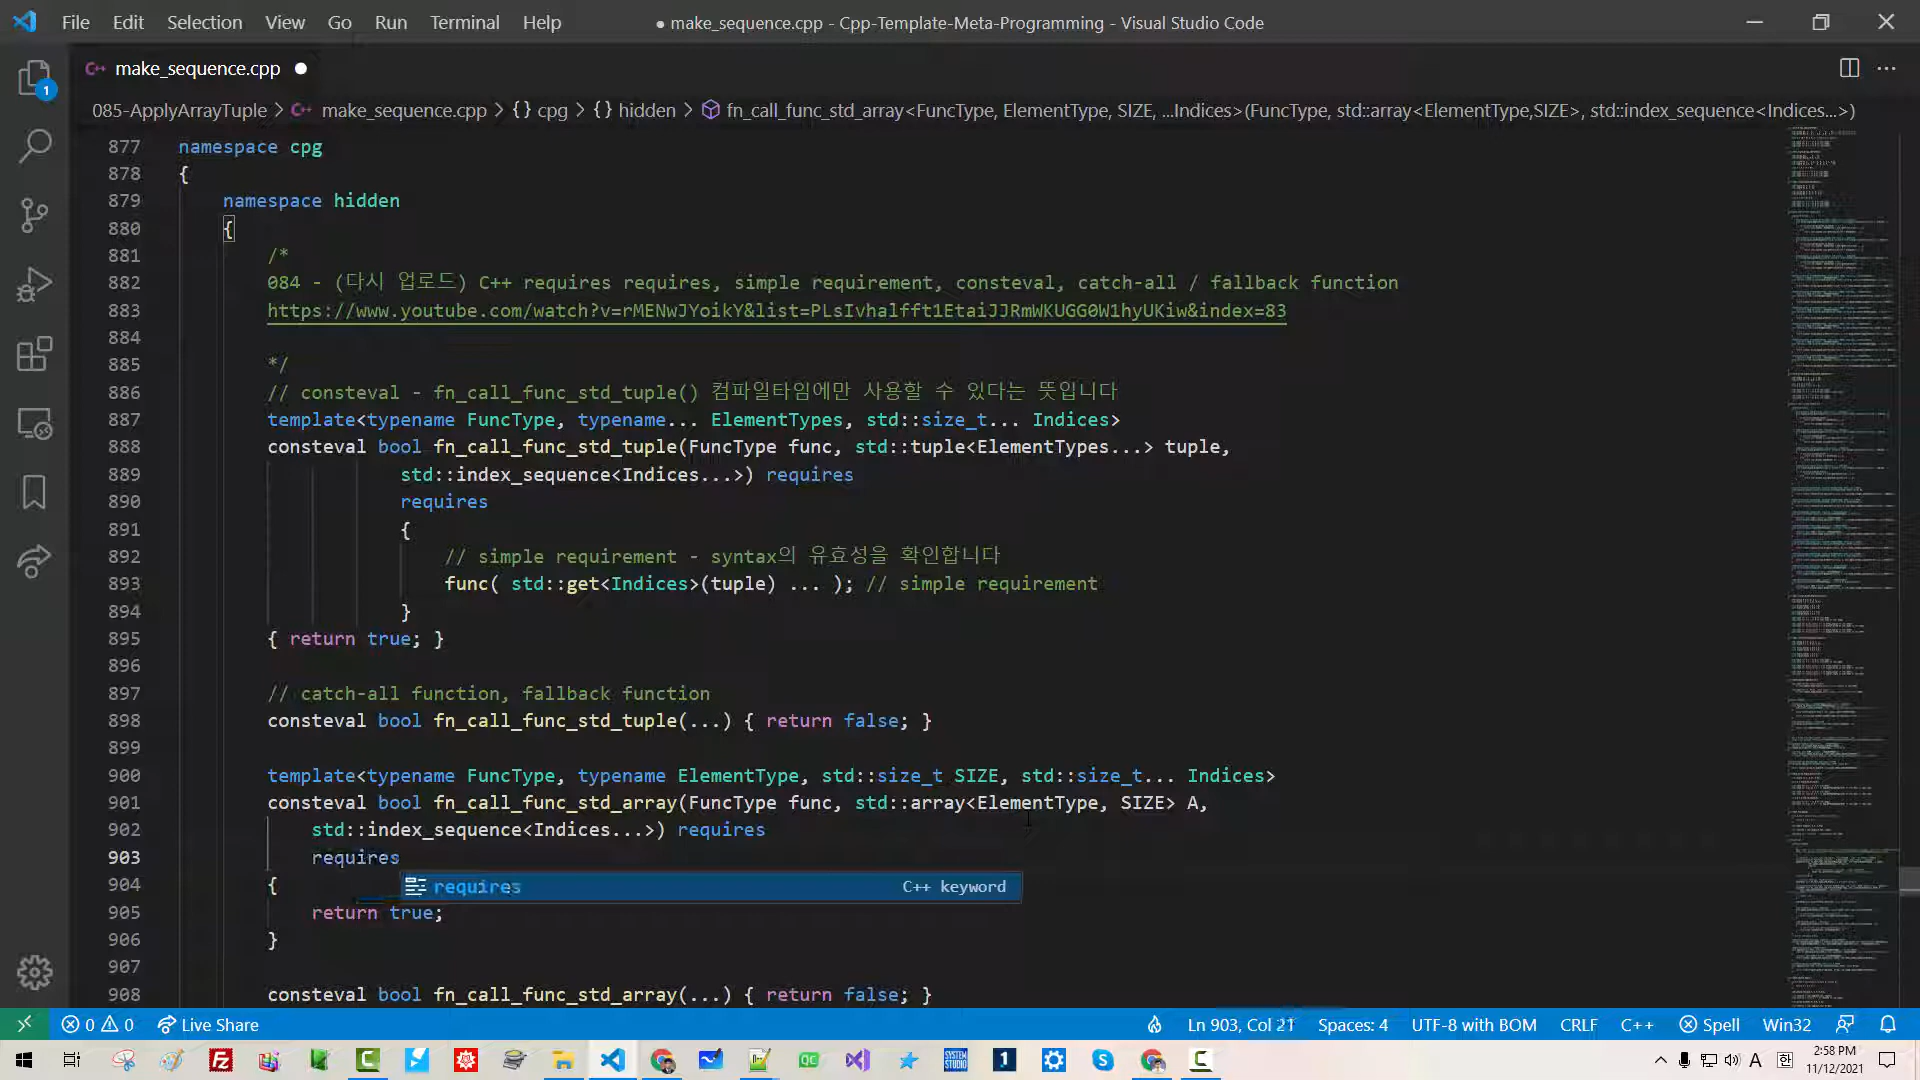 File Edit Selection View Go Run Terminal Help
● make_sequence.cpp - Cpp-Template-Meta-Programming - Visual Studio Code
C++ make_sequence.cpp ●
085-ApplyArrayTuple > C++ make_sequence.cpp > {} cpg > {} hidden > fn_call_func_std_array<FuncType, ElementType, SIZE, ...Indices>(FuncType, std::array<ElementType,SIZE>, std::index_sequence<Indices...>)
877 namespace cpg
878 {
879 namespace hidden
880 {
881 /*
882 084 - (다시 업로드) C++ requires requires, simple requirement, consteval, catch-all / fallback function
883 https://www.youtube.com/watch?v=rMENwJYoikY&list=PLsIvhalfft1EtaiJJRmWKUGG0W1hyUKiw&index=83
884
885 */
886 // consteval - fn_call_func_std_tuple() 컴파일타임에만 사용할 수 있다는 뜻입니다
887 template<typename FuncType, typename... ElementTypes, std::size_t... Indices>
888 consteval bool fn_call_func_std_tuple(FuncType func, std::tuple<ElementTypes...> tuple,
889 std::index_sequence<Indices...>) requires
890 requires
891 {
892 // simple requirement - syntax의 유효성을 확인합니다
893 func( std::get<Indices>(tuple) ... ); // simple requirement
894 }
895 { return true; }
896
897 // catch-all function, fallback function
898 consteval bool fn_call_func_std_tuple(...) { return false; }
899
900 template<typename FuncType, typename ElementType, std::size_t SIZE, std::size_t... Indices>
901 consteval bool fn_call_func_std_array(FuncType func, std::array<ElementType, SIZE> A,
902 std::index_sequence<Indices...>) requires
903 requires
904 {
requires C++ keyword
905 return true;
906 }
907
908 consteval bool fn_call_func_std_array(...) { return false; }
1
0 0 Live Share Ln 903, Col 21 Spaces: 4 UTF-8 with BOM CRLF C++ Spell Win32
A 한 2:58 PM
11/12/2021